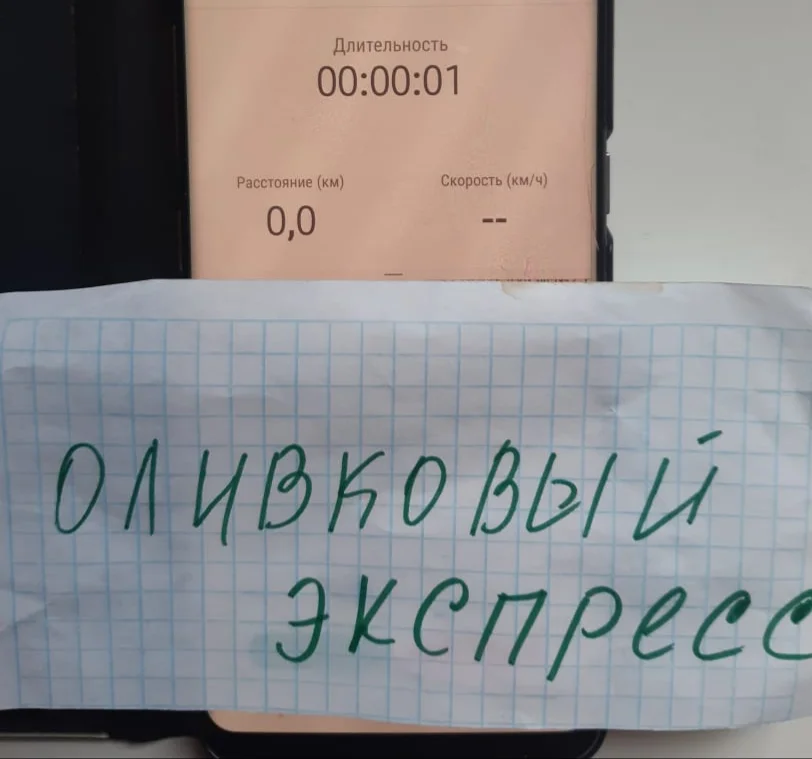 Длительность
00:00:01
Расстояние (км) Скорость (км/ч)
0,0 --
ОЛИВКОВЫЙ
ЭКСПРЕСС